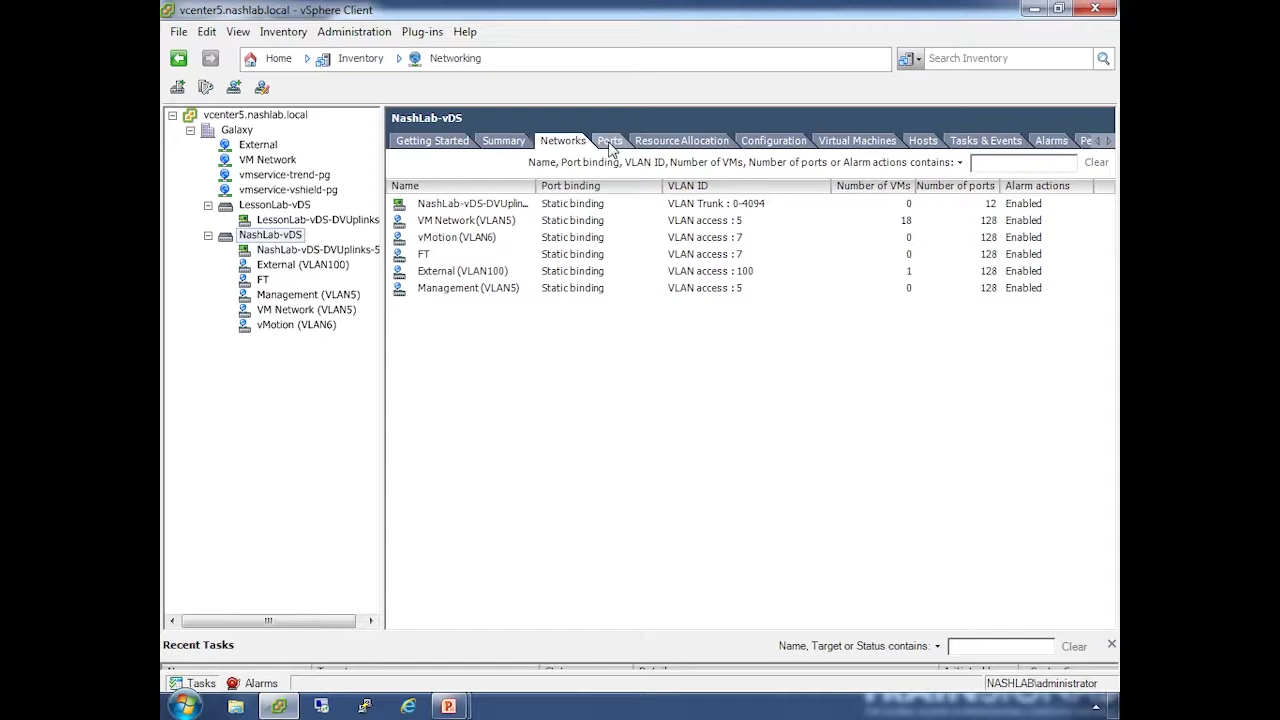 vcenter5.nashlab.local - vSphere Client
File Edit View Inventory Administration Plug-ins Help
Home Inventory Networking Search Inventory
vcenter5.nashlab.local
Galaxy
External
VM Network
vmservice-trend-pg
vmservice-vshield-pg
LessonLab-vDS
LessonLab-vDS-DVUplinks
NashLab-vDS
NashLab-vDS-DVUplinks-5
External (VLAN100)
FT
Management (VLAN5)
VM Network (VLAN5)
vMotion (VLAN6)
NashLab-vDS
Getting Started Summary Networks Ports Resource Allocation Configuration Virtual Machines Hosts Tasks & Events Alarms Pe
Name, Port binding, VLAN ID, Number of VMs, Number of ports or Alarm actions contains: Clear
Name Port binding VLAN ID Number of VMs Number of ports Alarm actions
NashLab-vDS-DVUplin... Static binding VLAN Trunk : 0-4094 0 12 Enabled
VM Network (VLAN5) Static binding VLAN access : 5 18 128 Enabled
vMotion (VLAN6) Static binding VLAN access : 7 0 128 Enabled
FT Static binding VLAN access : 7 0 128 Enabled
External (VLAN100) Static binding VLAN access : 100 1 128 Enabled
Management (VLAN5) Static binding VLAN access : 5 0 128 Enabled
Recent Tasks Name, Target or Status contains: Clear
Tasks Alarms NASHLAB\administrator